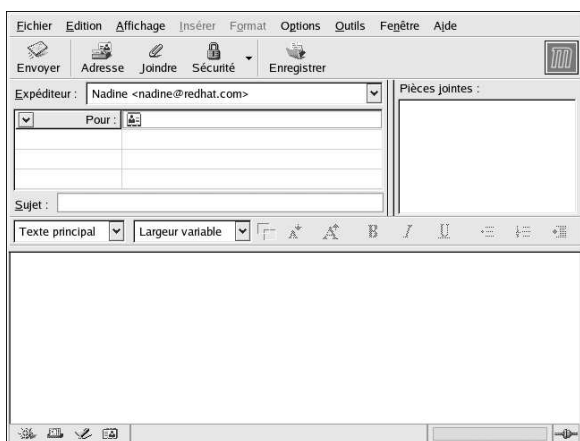 Fichier Edition Affichage Insérer Format Options Outils Fenêtre Aide
Envoyer Adresse Joindre Sécurité Enregistrer
Expéditeur : Nadine <nadine@redhat.com>
Pièces jointes :
Pour :
Sujet :
Texte principal Largeur variable